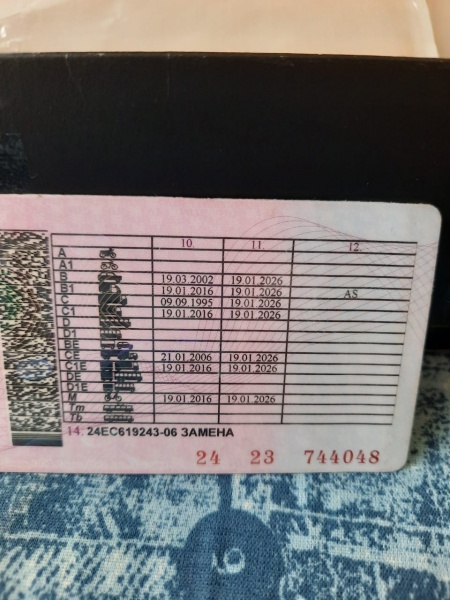 10. 11. 12.
A
A1
B 19.03.2002 19.01.2026
B1 19.01.2016 19.01.2026 AS
C 09.09.1995 19.01.2026
C1 19.01.2016 19.01.2026
D
D1
BE
CE 21.01.2006 19.01.2026
C1E 19.01.2016 19.01.2026
DE
D1E
M 19.01.2016 19.01.2026
Tm
Tb
14. 24EC619243-06 ЗАМЕНА
24 23 744048